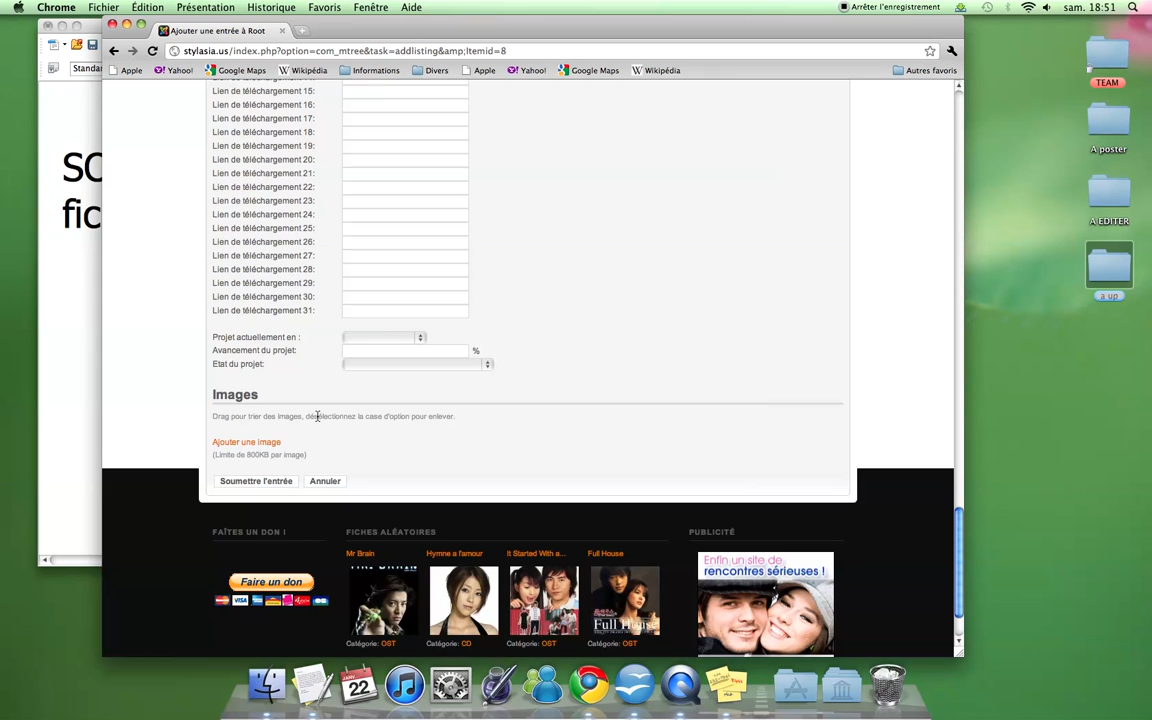 Chrome Fichier Édition Présentation Historique Favoris Fenêtre Aide Arrêter l'enregistrement sam. 18:51
Ajouter une entrée à Root
stylasia.us/index.php?option=com_mtree&task=addlisting&amp;Itemid=8
Apple Yahoo! Google Maps Wikipédia Informations Divers Apple Yahoo! Google Maps Wikipédia Autres favoris
Standa
SO
fic
Lien de téléchargement 15:
Lien de téléchargement 16:
Lien de téléchargement 17:
Lien de téléchargement 18:
Lien de téléchargement 19:
Lien de téléchargement 20:
Lien de téléchargement 21:
Lien de téléchargement 22:
Lien de téléchargement 23:
Lien de téléchargement 24:
Lien de téléchargement 25:
Lien de téléchargement 26:
Lien de téléchargement 27:
Lien de téléchargement 28:
Lien de téléchargement 29:
Lien de téléchargement 30:
Lien de téléchargement 31:
Projet actuellement en :
Avancement du projet: %
Etat du projet:
Images
Drag pour trier des images, désélectionnez la case d'option pour enlever.
Ajouter une image
(Limite de 800KB par image)
Soumettre l'entrée Annuler
FAÎTES UN DON ! FICHES ALÉATOIRES PUBLICITÉ
Mr Brain Hymne a l'amour It Started With a... Full House
Enfin un site de
rencontres sérieuses !
Faire un don
VISA
Full House
Catégorie: OST Catégorie: CD Catégorie: OST Catégorie: OST
TEAM
A poster
A EDITER
a up
JANV.
22